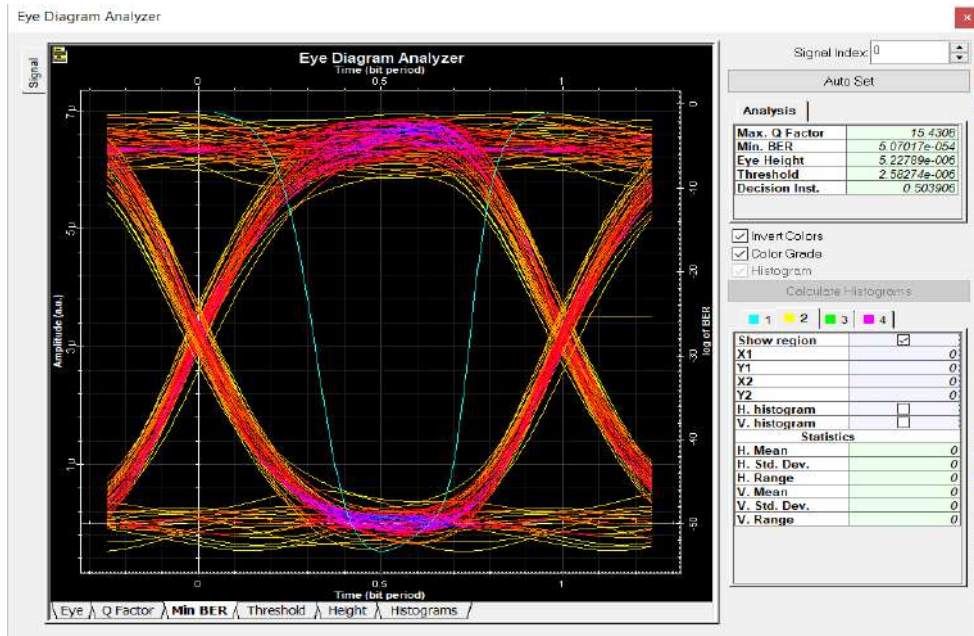 Eye Diagram Analyzer
Signal
Eye Diagram Analyzer
Time (bit period)
0 0.5 1
Amplitude (a.u.)
7μ
5μ
3μ
1μ
log of BER
0
-10
-20
-30
-40
-50
0 0.5 1
Time (bit period)
Eye Q Factor Min BER Threshold Height Histograms
Signal Index: 0
Auto Set
Analysis
Max. Q Factor 15.4308
Min. BER 5.07017e-054
Eye Height 5.22789e-006
Threshold 2.58274e-006
Decision Inst. 0.503906
Invert Colors
Color Grade
Histogram
Calculate Histograms
1 2 3 4
Show region
X1 0
Y1 0
X2 0
Y2 0
H. histogram
V. histogram
Statistics
H. Mean 0
H. Std. Dev. 0
H. Range 0
V. Mean 0
V. Std. Dev. 0
V. Range 0